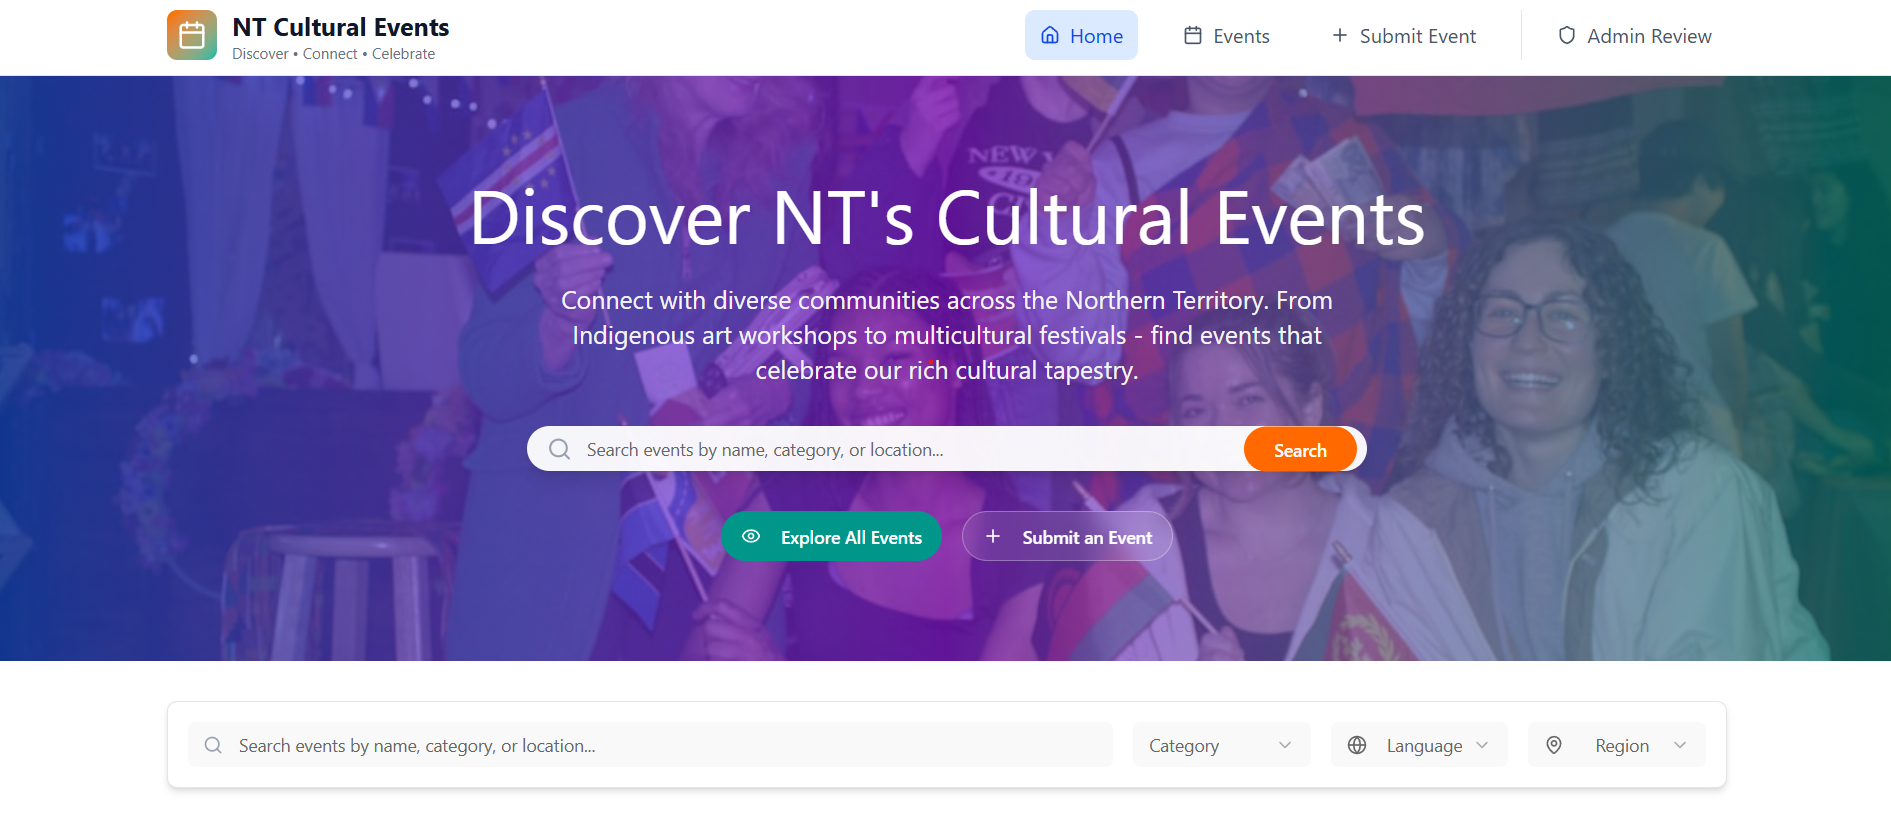 NT Cultural Events
Discover • Connect • Celebrate
Home
Events
Submit Event
Admin Review
NEW
Discover NT's Cultural Events
Connect with diverse communities across the Northern Territory. From
Indigenous art workshops to multicultural festivals - find events that
celebrate our rich cultural tapestry.
Search events by name, category, or location...
Search
Explore All Events
Submit an Event
Search events by name, category, or location...
Category
Language
Region